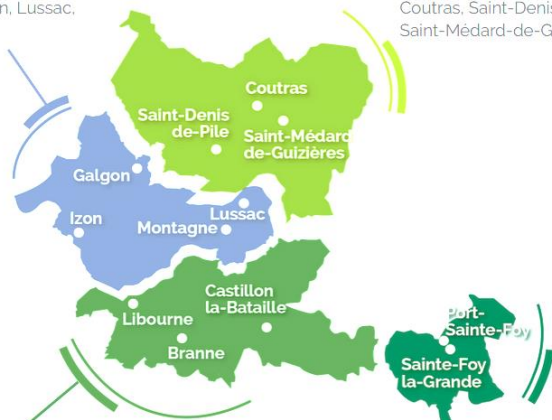 n, Lussac,
Coutras, Saint-Denis
Saint-Médard-de-G
Coutras
Saint-Denis
de-Pile
Saint-Médard
de-Guizières
Galgon
Izon
Lussac
Montagne
Castillon
la-Bataille
Libourne
Branne
Port-
Sainte-Foy
Sainte-Foy
la-Grande